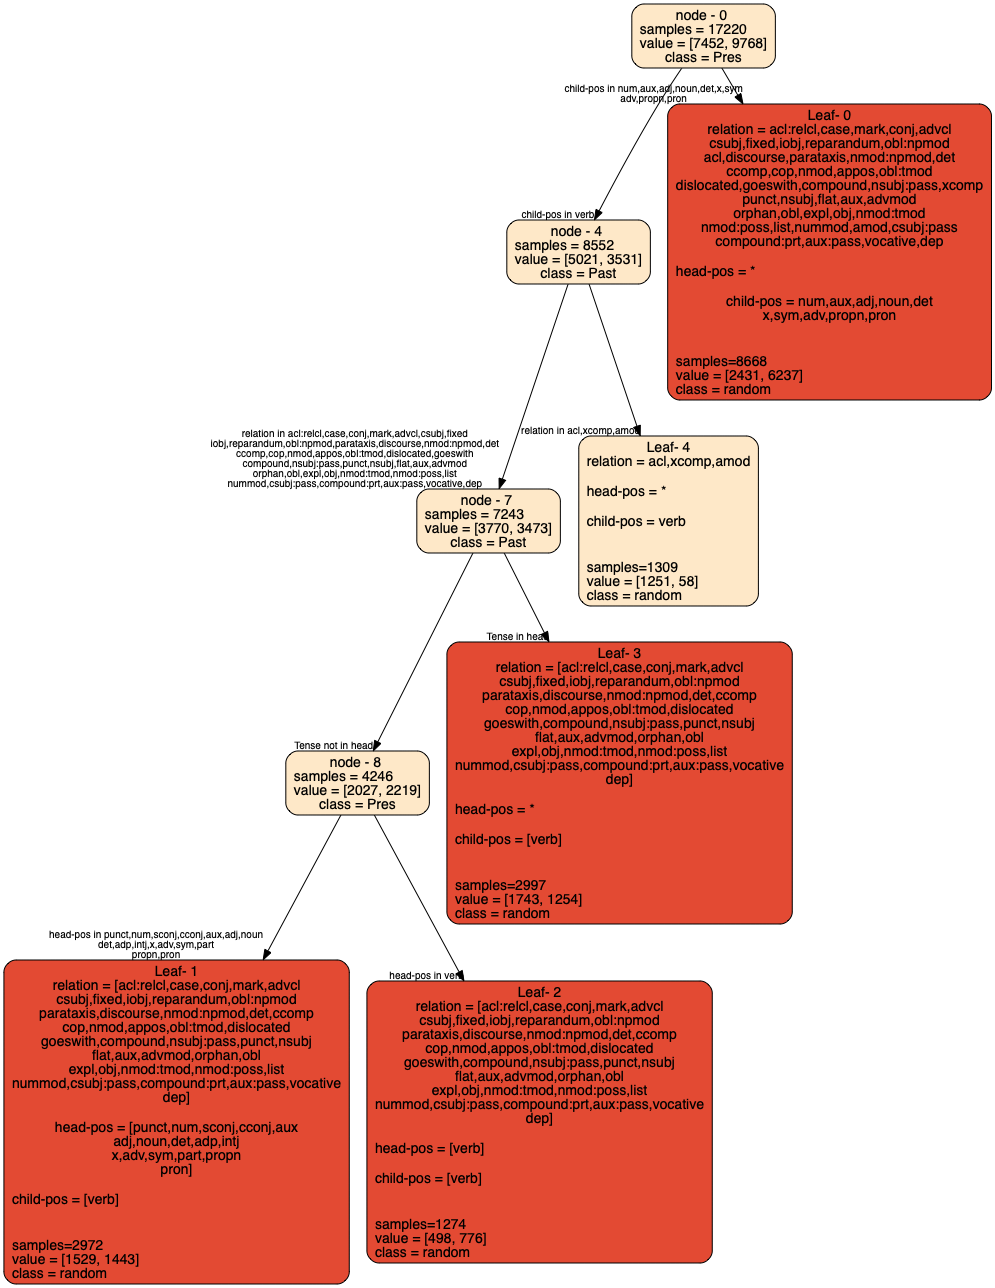 node - 0
samples = 17220
value = [7452, 9768]
class = Pres
child-pos in num,aux,adj,noun,det,x,sym
adv,propn,pron
Leaf- 0
relation = acl:relcl,case,mark,conj,advcl
csubj,fixed,iobj,reparandum,obl:npmod
acl,discourse,parataxis,nmod:npmod,det
ccomp,cop,nmod,appos,obl:tmod
dislocated,goeswith,compound,nsubj:pass,xcomp
punct,nsubj,flat,aux,advmod
orphan,obl,expl,obj,nmod:tmod
nmod:poss,list,nummod,amod,csubj:pass
compound:prt,aux:pass,vocative,dep
head-pos = *
child-pos = num,aux,adj,noun,det
x,sym,adv,propn,pron
samples=8668
value = [2431, 6237]
class = random
child-pos in verb
node - 4
samples = 8552
value = [5021, 3531]
class = Past
relation in acl:relcl,case,conj,mark,advcl,csubj,fixed
iobj,reparandum,obl:npmod,parataxis,discourse,nmod:npmod,det
ccomp,cop,nmod,appos,obl:tmod,dislocated,goeswith
compound,nsubj:pass,punct,nsubj,flat,aux,advmod
orphan,obl,expl,obj,nmod:tmod,nmod:poss,list
nummod,csubj:pass,compound:prt,aux:pass,vocative,dep
relation in acl,xcomp,amod
Leaf- 4
relation = acl,xcomp,amod
head-pos = *
child-pos = verb
samples=1309
value = [1251, 58]
class = random
node - 7
samples = 7243
value = [3770, 3473]
class = Past
Tense in head
Leaf- 3
relation = [acl:relcl,case,conj,mark,advcl
csubj,fixed,iobj,reparandum,obl:npmod
parataxis,discourse,nmod:npmod,det,ccomp
cop,nmod,appos,obl:tmod,dislocated
goeswith,compound,nsubj:pass,punct,nsubj
flat,aux,advmod,orphan,obl
expl,obj,nmod:tmod,nmod:poss,list
nummod,csubj:pass,compound:prt,aux:pass,vocative
dep]
head-pos = *
child-pos = [verb]
samples=2997
value = [1743, 1254]
class = random
Tense not in head
node - 8
samples = 4246
value = [2027, 2219]
class = Pres
head-pos in punct,num,sconj,cconj,aux,adj,noun
det,adp,intj,x,adv,sym,part
propn,pron
Leaf- 1
relation = [acl:relcl,case,conj,mark,advcl
csubj,fixed,iobj,reparandum,obl:npmod
parataxis,discourse,nmod:npmod,det,ccomp
cop,nmod,appos,obl:tmod,dislocated
goeswith,compound,nsubj:pass,punct,nsubj
flat,aux,advmod,orphan,obl
expl,obj,nmod:tmod,nmod:poss,list
nummod,csubj:pass,compound:prt,aux:pass,vocative
dep]
head-pos = [punct,num,sconj,cconj,aux
adj,noun,det,adp,intj
x,adv,sym,part,propn
pron]
child-pos = [verb]
samples=2972
value = [1529, 1443]
class = random
head-pos in verb
Leaf- 2
relation = [acl:relcl,case,conj,mark,advcl
csubj,fixed,iobj,reparandum,obl:npmod
parataxis,discourse,nmod:npmod,det,ccomp
cop,nmod,appos,obl:tmod,dislocated
goeswith,compound,nsubj:pass,punct,nsubj
flat,aux,advmod,orphan,obl
expl,obj,nmod:tmod,nmod:poss,list
nummod,csubj:pass,compound:prt,aux:pass,vocative
dep]
head-pos = [verb]
child-pos = [verb]
samples=1274
value = [498, 776]
class = random